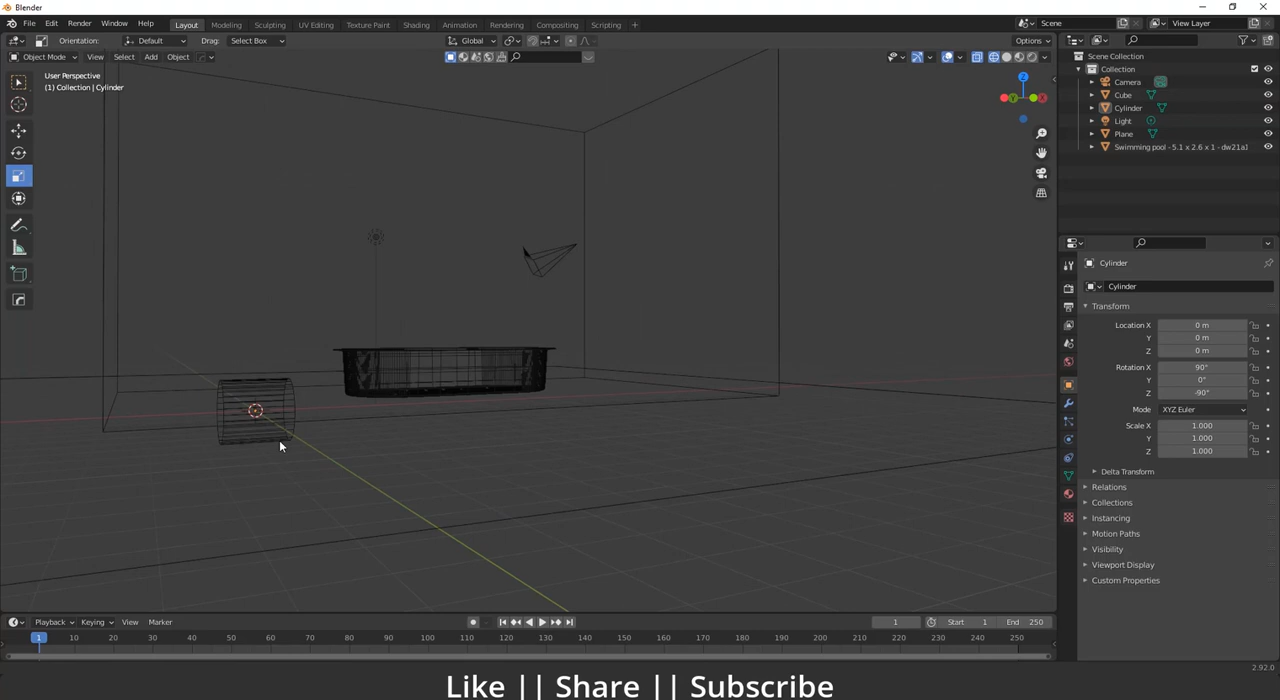 Blender
File Edit Render Window Help Layout Modeling Sculpting UV Editing Texture Paint Shading Animation Rendering Compositing Scripting + Scene View Layer
Orientation: Default Drag: Select Box Global Options
Object Mode View Select Add Object
User Perspective
(1) Collection | Cylinder
Z
Y
X
Scene Collection
Collection
Camera
Cube
Cylinder
Light
Plane
Swimming pool - 5.1 x 2.6 x 1 - dw21a1
Cylinder
Cylinder
Transform
Location X 0 m
Y 0 m
Z 0 m
Rotation X 90°
Y 0°
Z -90°
Mode XYZ Euler
Scale X 1.000
Y 1.000
Z 1.000
Delta Transform
Relations
Collections
Instancing
Motion Paths
Visibility
Viewport Display
Custom Properties
Playback Keying View Marker 1 Start 1 End 250
1 10 20 30 40 50 60 70 80 90 100 110 120 130 140 150 160 170 180 190 200 210 220 230 240 250
2.92.0
Like || Share || Subscribe